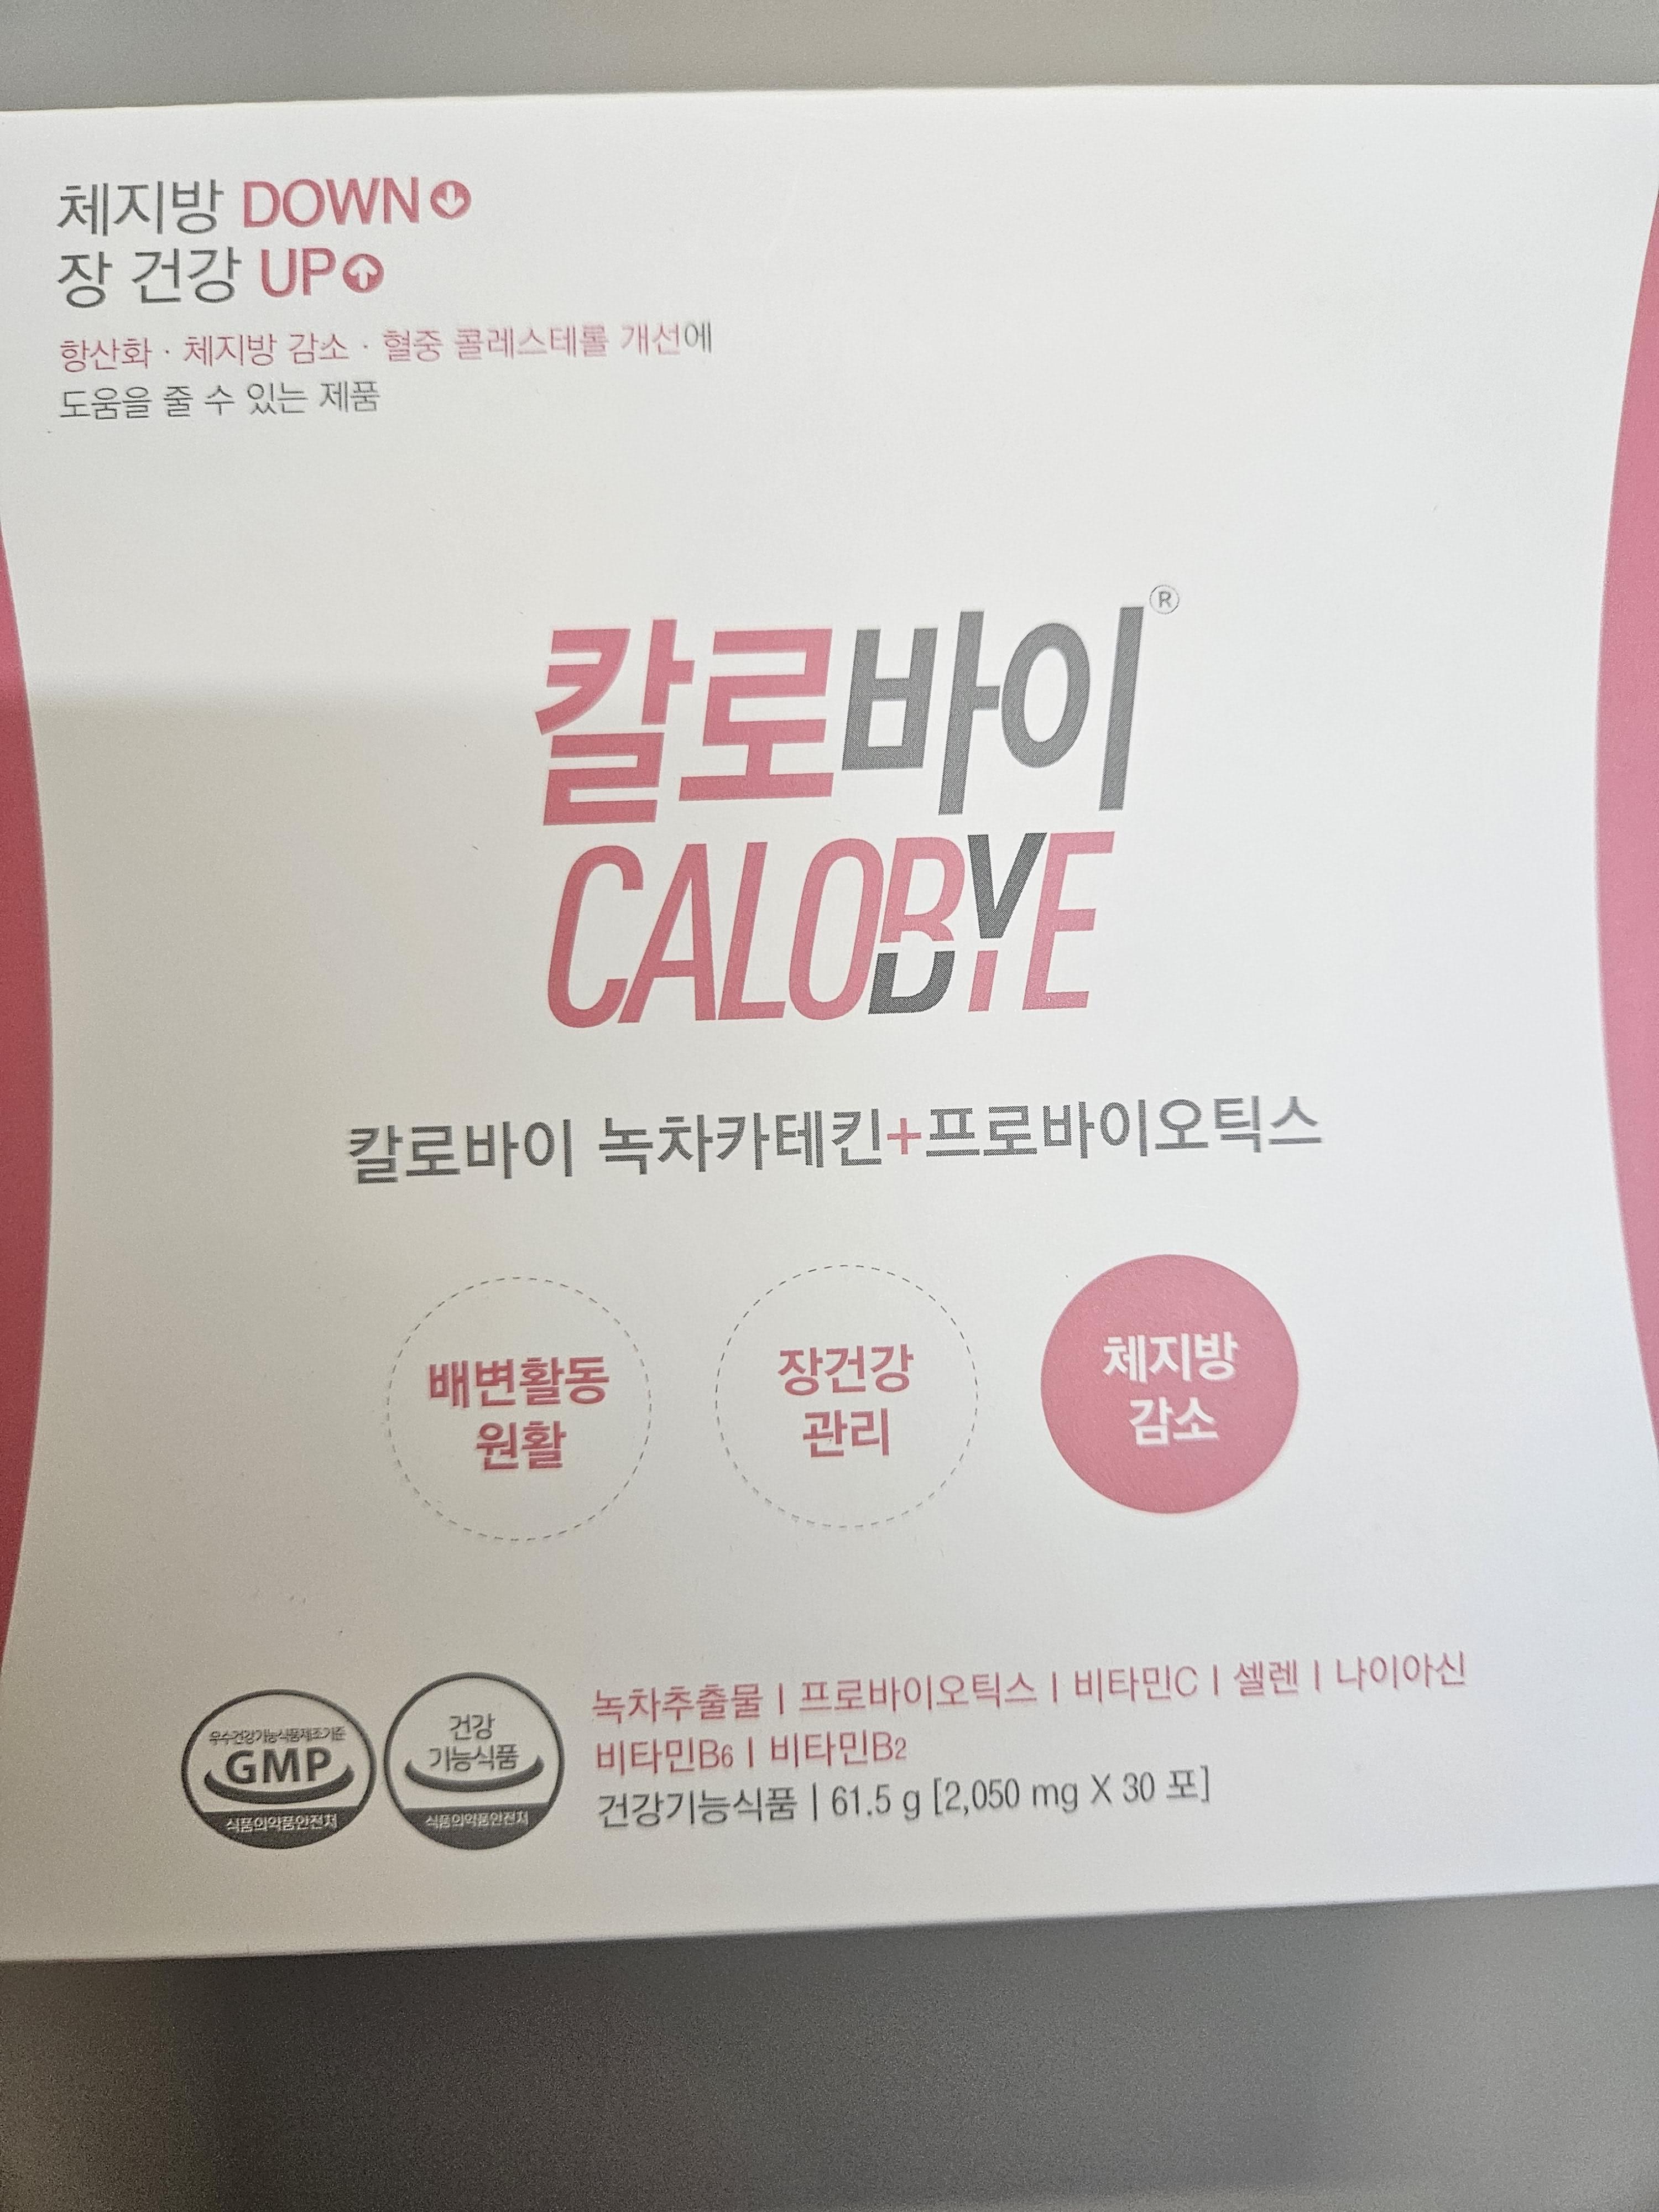 체지방 DOWN
장 건강 UP
항산화 · 체지방 감소 · 혈중 콜레스테롤 개선에
도움을 줄 수 있는 제품
칼로바이®
CALOBYE
칼로바이 녹차카테킨+프로바이오틱스
배변활동
원활
장건강
관리
체지방
감소
우수건강기능식품제조기준
GMP
식품의약품안전처
건강
기능식품
식품의약품안전처
녹차추출물 | 프로바이오틱스 | 비타민C | 셀렌 | 나이아신
비타민B6 | 비타민B2
건강기능식품 | 61.5 g [2,050 mg X 30 포]